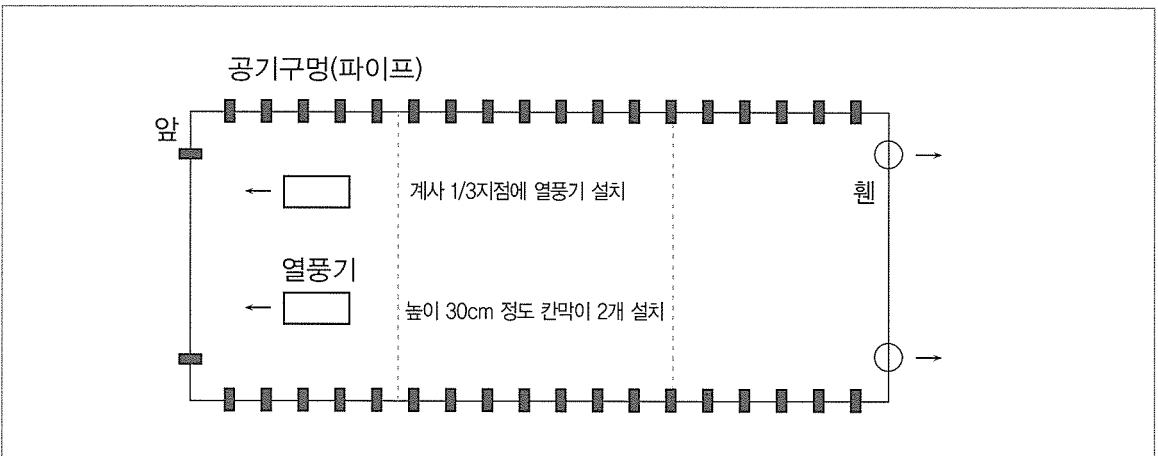 공기구멍(파이프)
앞
계사 1/3지점에 열풍기 설치
휀
열풍기
높이 30cm 정도 칸막이 2개 설치